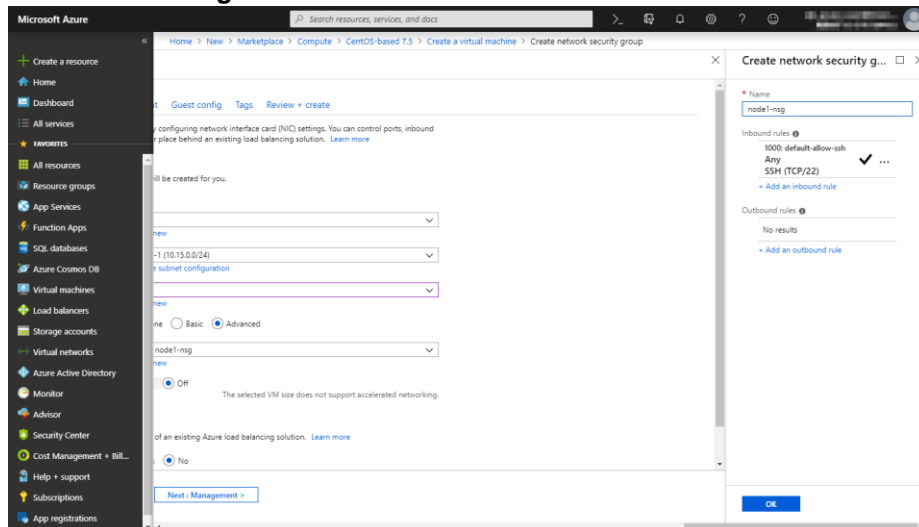 Microsoft Azure
Search resources, services, and docs
Home > New > Marketplace > Compute > CentOS-based 7.5 > Create a virtual machine > Create network security group
Create a resource
Home
Dashboard
All services
FAVORITES
All resources
Resource groups
App Services
Function Apps
SQL databases
Azure Cosmos DB
Virtual machines
Load balancers
Storage accounts
Virtual networks
Azure Active Directory
Monitor
Advisor
Security Center
Cost Management + Bill...
Help + support
Subscriptions
App registrations
t Guest config Tags Review + create
y configuring network interface card (NIC) settings. You can control ports, inbound
r place behind an existing load balancing solution. Learn more
will be created for you.
new
-1 (10.15.0.0/24)
e subnet configuration
new
ne Basic Advanced
node1-nsg
new
Off
The selected VM size does not support accelerated networking.
of an existing Azure load balancing solution. Learn more
No
Next : Management >
Create network security g...
* Name
node1-nsg
Inbound rules
1000: default-allow-ssh
Any
SSH (TCP/22)
...
+ Add an inbound rule
Outbound rules
No results
+ Add an outbound rule
OK